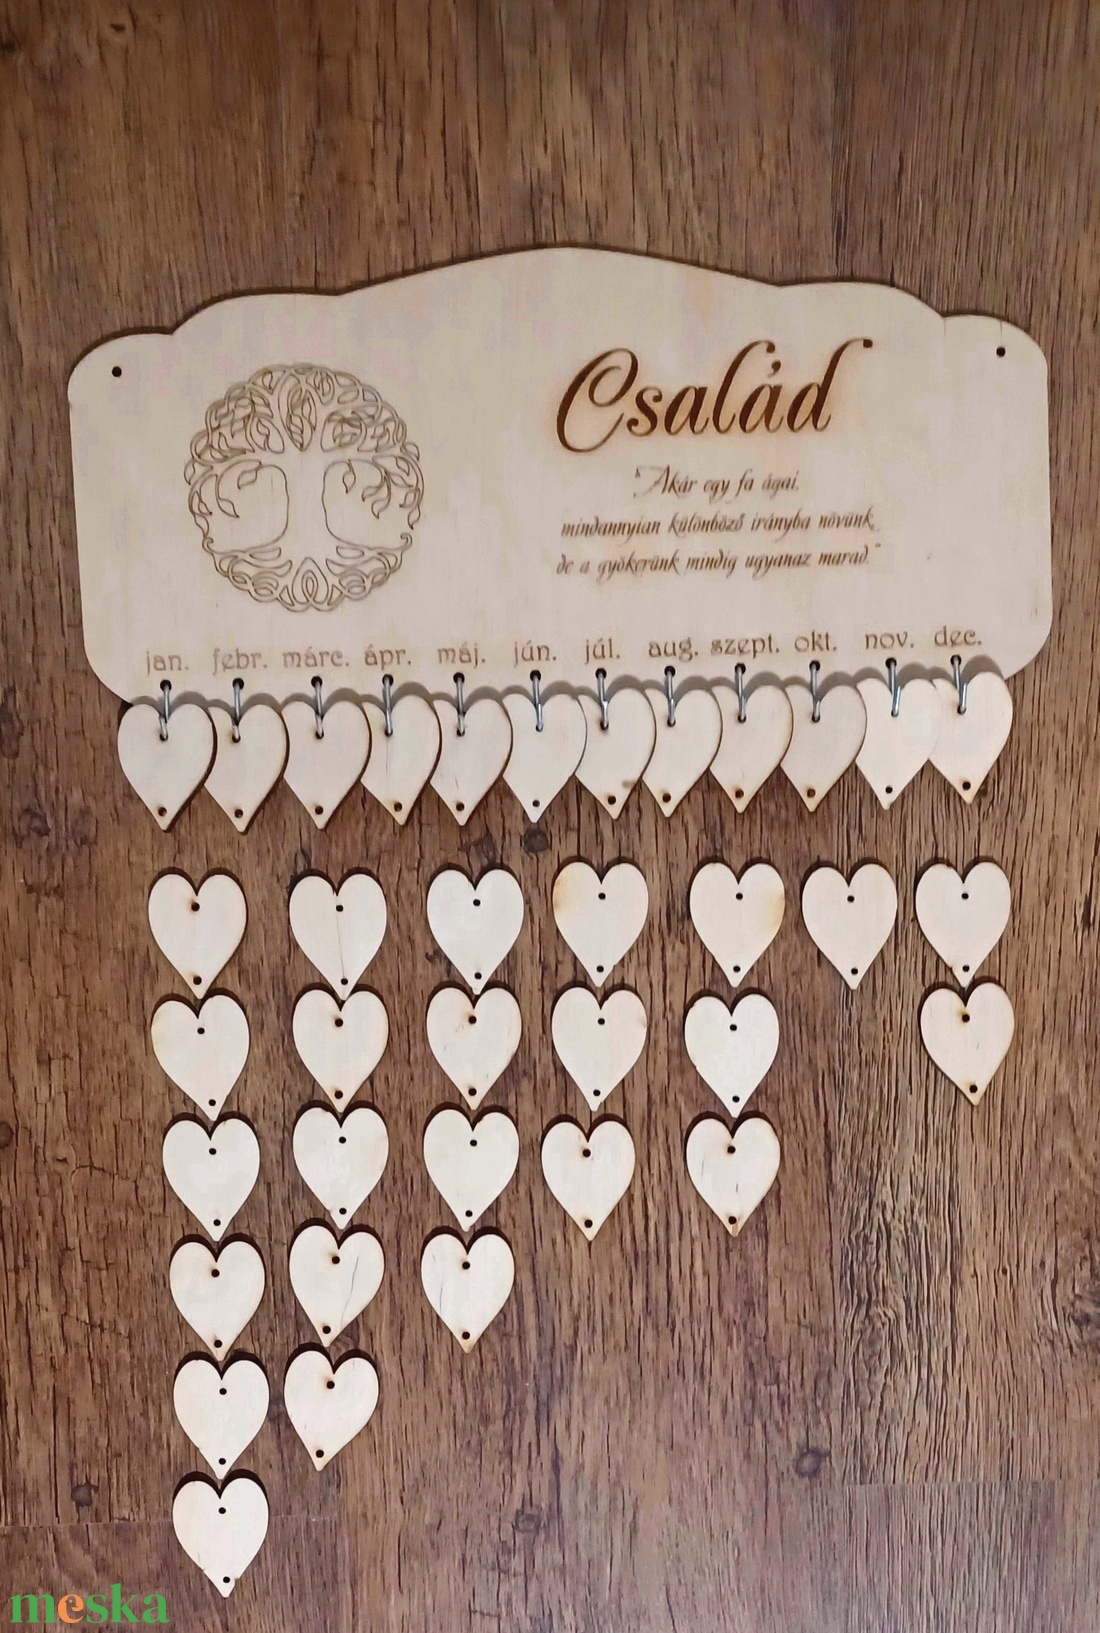 Család
"Akár egy fa ágai.
mindannyian különböző irányba növünk,
de a gyökerünk mindig ugyanaz marad."
jan. febr. márc. ápr. máj. jún. júl. aug. szept. okt. nov. dec.
meska